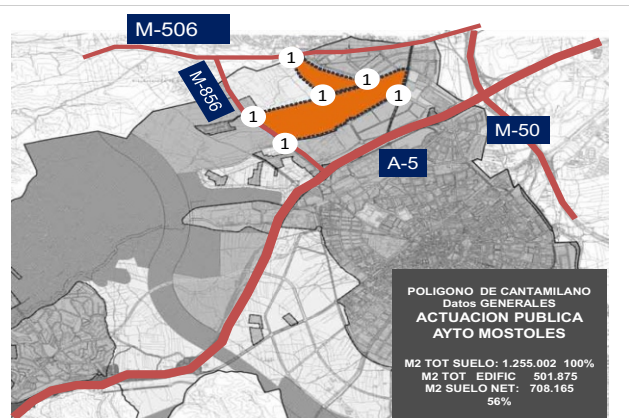 M-506
1
M-856
1
1
1
1
1
M-50
A-5
POLIGONO DE CANTAMILANO
Datos GENERALES
ACTUACION PUBLICA
AYTO MOSTOLES
M2 TOT SUELO: 1.255.002 100%
M2 TOT EDIFIC 501.875
M2 SUELO NET: 708.165
56%